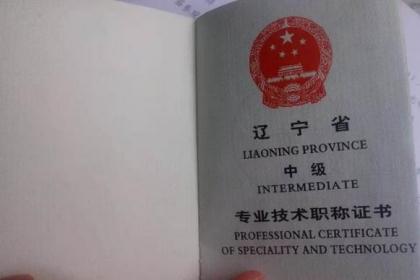 辽宁省
LIAONING PROVINCE
中级
INTERMEDIATE
专业技术职称证书
PROFESSIONAL CERTIFICATE
OF SPECIALITY AND TECHNOLOGY